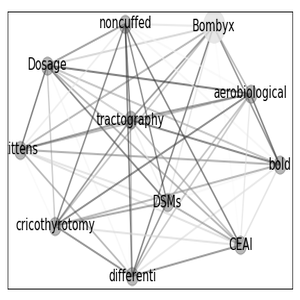 noncuffed
Bombyx
Dosage
aerobiological
tractography
ittens
bold
DSMs
cricothyrotomy
CEAI
differenti